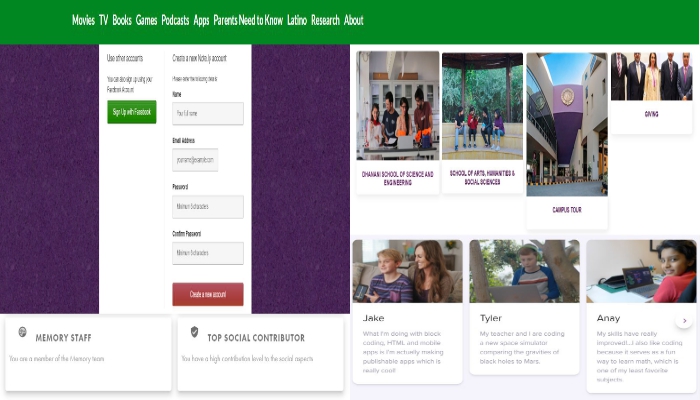 Movies TV Books Games Podcasts Apps Parents Need to Know Latino Research About
Use other accounts
You can also sign up using your
Facebook Account.
Sign Up with Facebook
Create a new Note.ly account
Please enter the following details
Name
Your full name
Email Address
yourname@example.com
Password
Minimum 6 characters
Confirm Password
Minimum 6 characters
Create a new account
DHANANI SCHOOL OF SCIENCE AND
ENGINEERING
SCHOOL OF ARTS, HUMANITIES &
SOCIAL SCIENCES
CAMPUS TOUR
GIVING
MEMORY STAFF
You are a member of the Memory team
TOP SOCIAL CONTRIBUTOR
You have a high contribution level to the social aspects
Jake
What I'm doing with block
coding, HTML and mobile
apps is I'm actually making
publishable apps which is
really cool!
Tyler
My teacher and I are coding
a new space simulator
comparing the gravities of
black holes to Mars.
Anay
My skills have really
improved!...I also like coding
because it serves as a fun
way to learn math, which is
one of my least favorite
subjects.